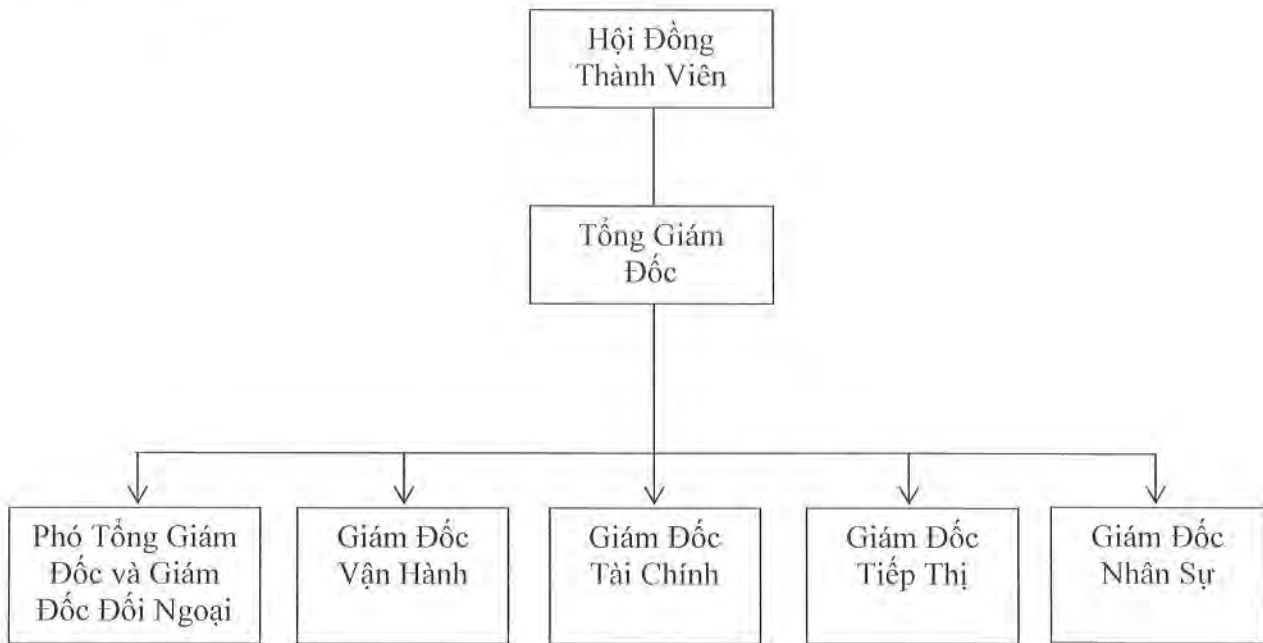 Hội Đồng
Thành Viên
Tổng Giám
Đốc
Phó Tổng Giám
Đốc và Giám
Đốc Đối Ngoại
Giám Đốc
Vận Hành
Giám Đốc
Tài Chính
Giám Đốc
Tiếp Thị
Giám Đốc
Nhân Sự